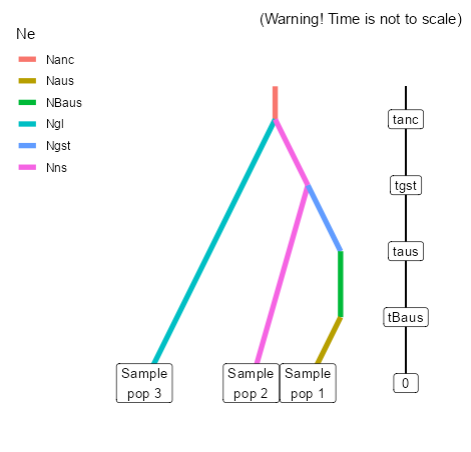 (Warning! Time is not to scale)
Ne
Nanc
Naus
NBaus
Ngl
Ngst
Nns
tanc
tgst
taus
tBaus
0
Sample
pop 3
Sample
pop 2
Sample
pop 1